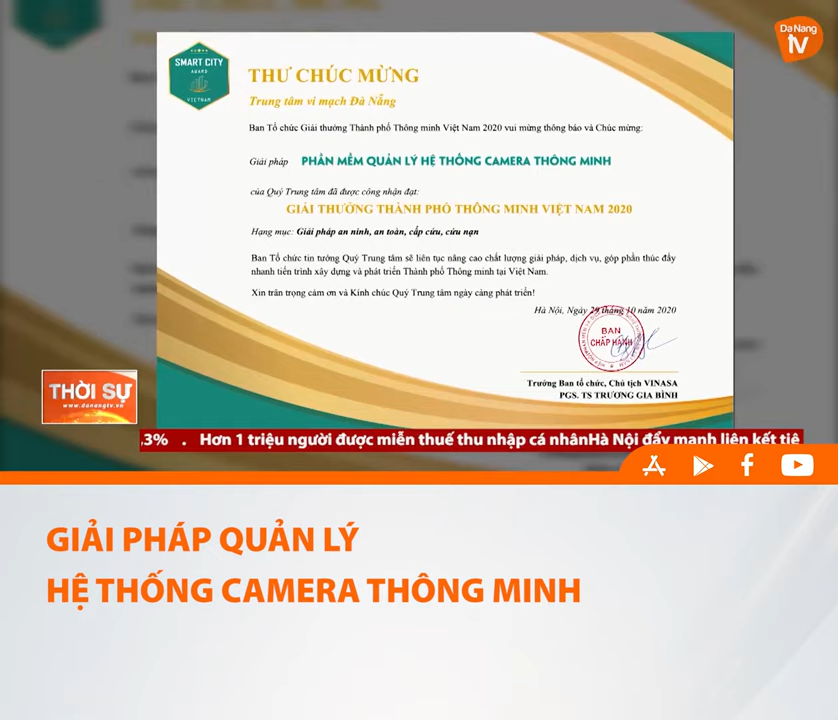 Da Nang
tv
SMART CITY
AWARD
VIETNAM
THƯ CHÚC MỪNG
Trung tâm vi mạch Đà Nẵng
Ban Tổ chức Giải thưởng Thành phố Thông minh Việt Nam 2020 vui mừng thông báo và Chúc mừng:
Giải pháp PHẦN MỀM QUẢN LÝ HỆ THỐNG CAMERA THÔNG MINH
của Quý Trung tâm đã được công nhận đạt:
GIẢI THƯỞNG THÀNH PHỐ THÔNG MINH VIỆT NAM 2020
Hạng mục: Giải pháp an ninh, an toàn, cấp cứu, cứu nạn
Ban Tổ chức tin tưởng Quý Trung tâm sẽ liên tục nâng cao chất lượng giải pháp, dịch vụ, góp phần thúc đẩy
nhanh tiến trình xây dựng và phát triển Thành phố Thông minh tại Việt Nam.
Xin trân trọng cám ơn và Kính chúc Quý Trung tâm ngày càng phát triển!
Hà Nội, Ngày 29 tháng 10 năm 2020
BAN
CHẤP HÀNH
Trưởng Ban tổ chức, Chủ tịch VINASA
PGS. TS TRƯƠNG GIA BÌNH
THỜI SỰ
www.danangtv.vn
,3% . Hơn 1 triệu người được miễn thuế thu nhập cá nhânHà Nội đẩy mạnh liên kết tiê
GIẢI PHÁP QUẢN LÝ
HỆ THỐNG CAMERA THÔNG MINH